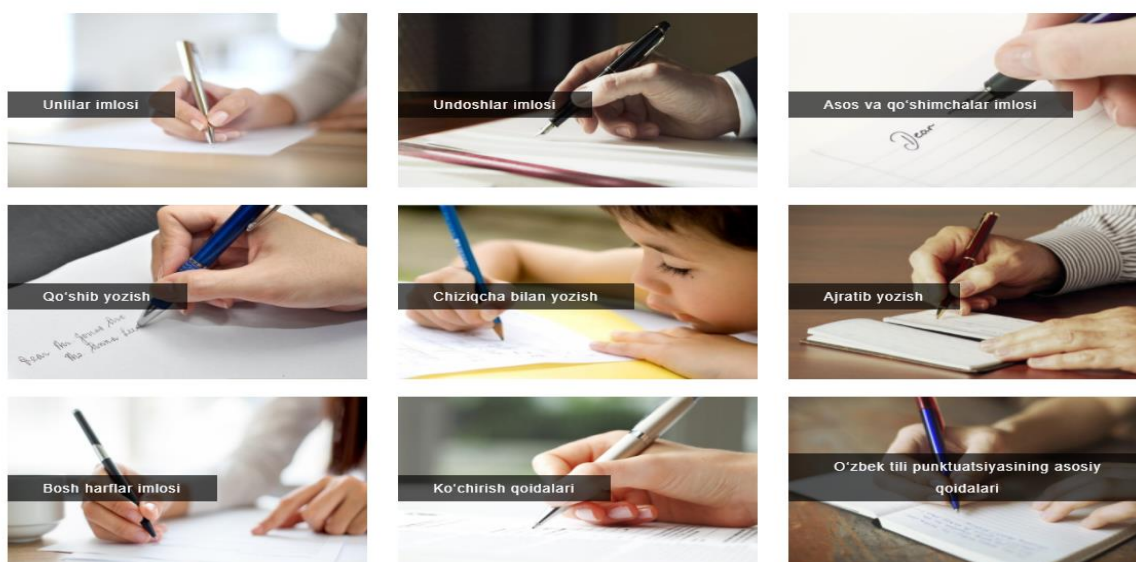 Unlilar imlosi
Undoshlar imlosi
Asos va qo‘shimchalar imlosi
Dear
Qo‘shib yozish
Chiziqcha bilan yozish
Ajratib yozish
Bosh harflar imlosi
Ko‘chirish qoidalari
O‘zbek tili punktuatsiyasining asosiy
qoidalari